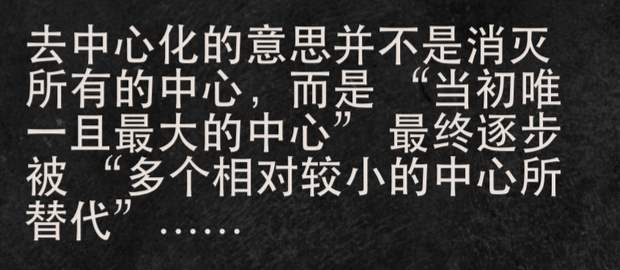 去中心化的意思并不是消灭
所有的中心，而是 “当初唯
一且最大的中心” 最终逐步
被 “多个相对较小的中心所
替代” ……